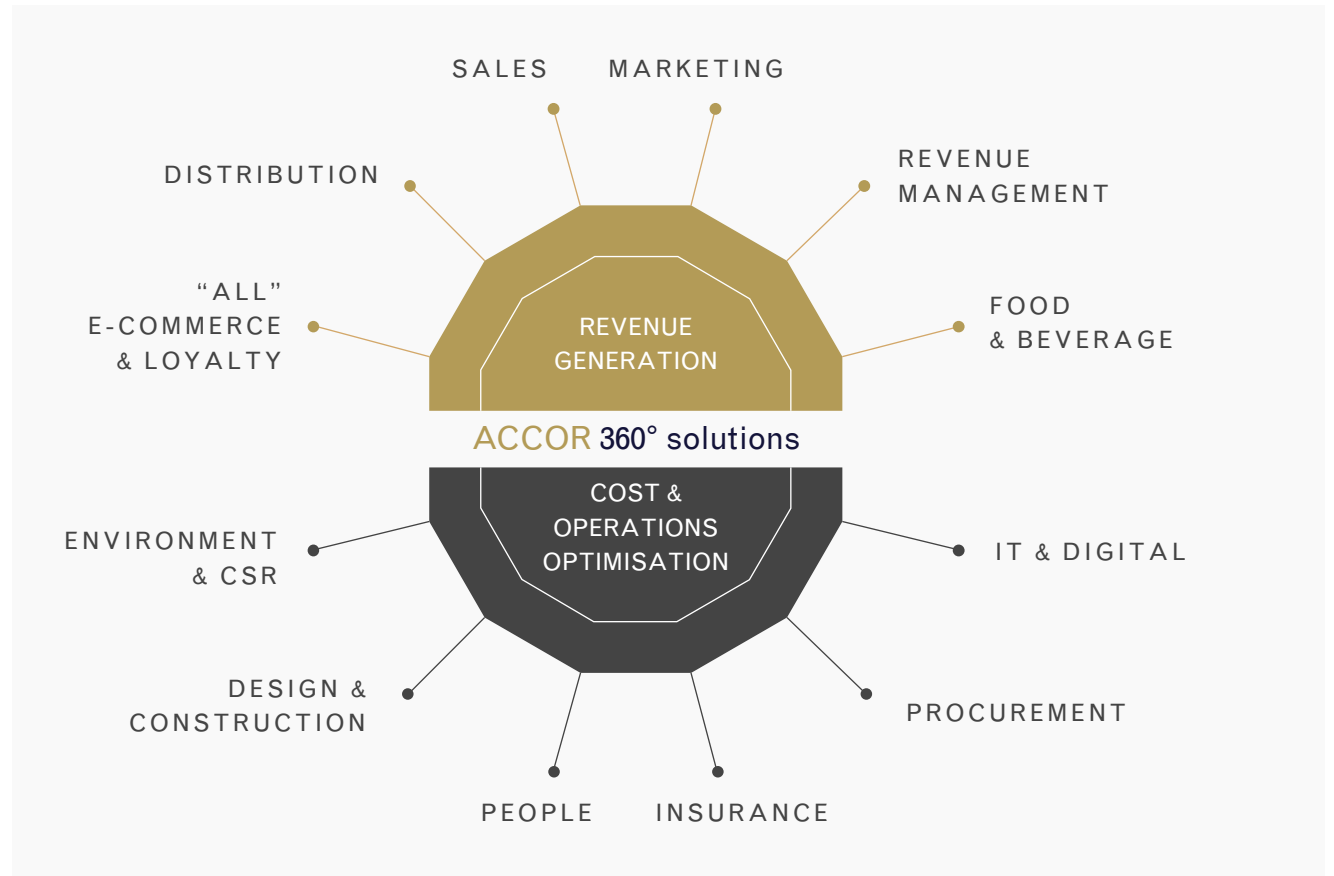 SALES
MARKETING
DISTRIBUTION
REVENUE
MANAGEMENT
“ALL”
E-COMMERCE
& LOYALTY
FOOD
& BEVERAGE
REVENUE
GENERATION
ACCOR 360° solutions
COST &
OPERATIONS
OPTIMISATION
ENVIRONMENT
& CSR
IT & DIGITAL
DESIGN &
CONSTRUCTION
PROCUREMENT
PEOPLE
INSURANCE